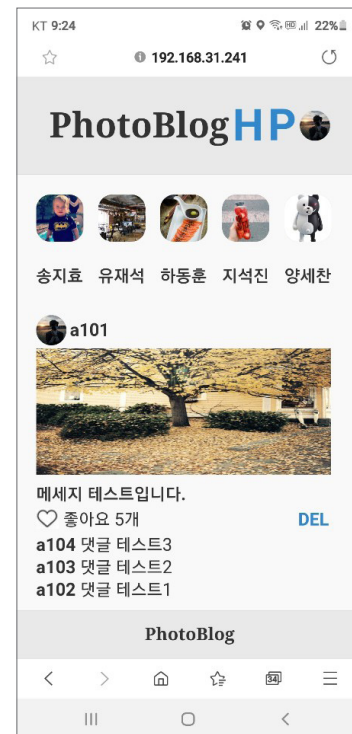 KT 9:24 22%
192.168.31.241
PhotoBlog H P
송지효 유재석 하동훈 지석진 양세찬
a101
메세지 테스트입니다.
좋아요 5개 DEL
a104 댓글 테스트3
a103 댓글 테스트2
a102 댓글 테스트1
PhotoBlog
34